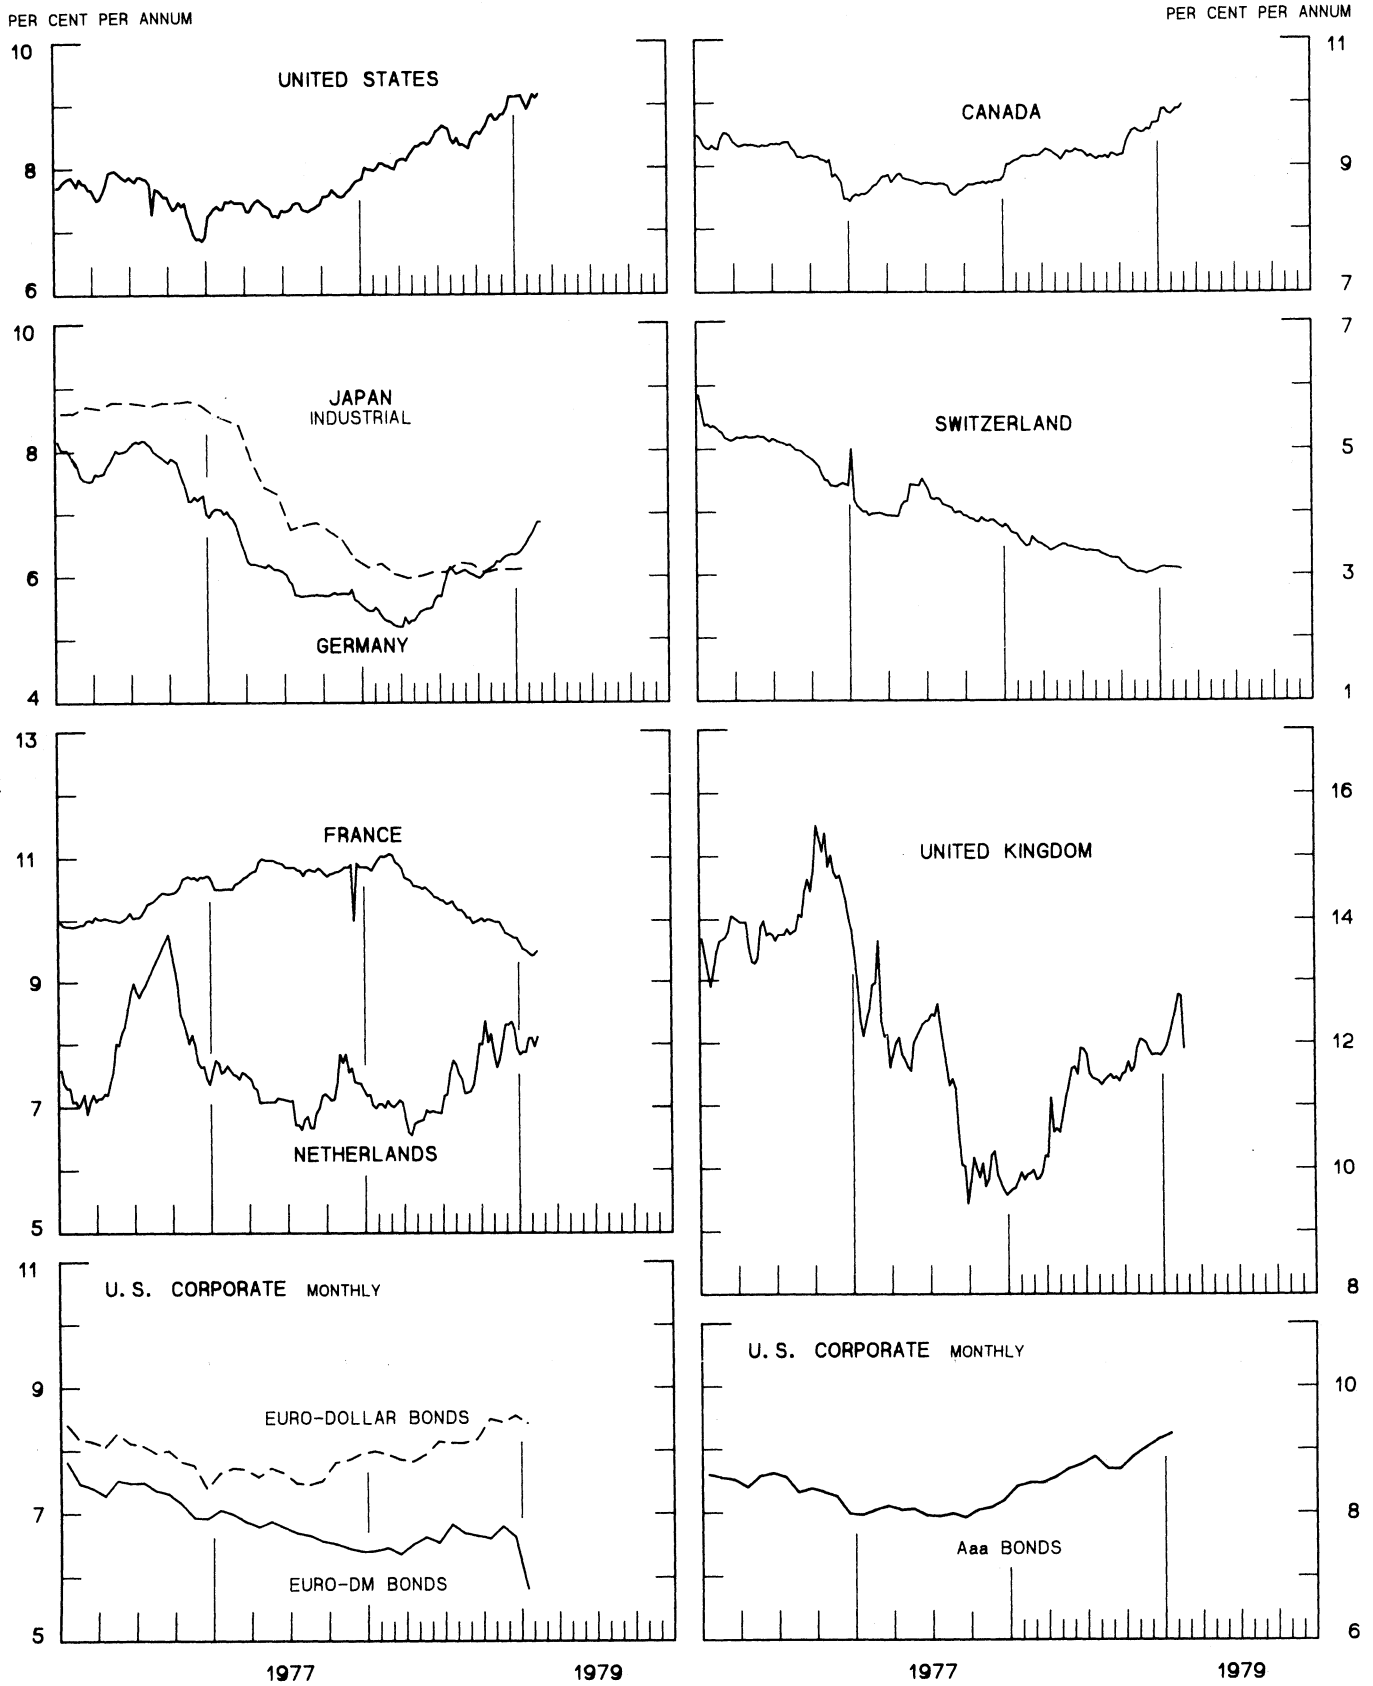 PER CENT PER ANNUM
PER CENT PER ANNUM
10
UNITED STATES
8
6
11
CANADA
9
7
10
JAPAN
INDUSTRIAL
8
6
GERMANY
4
7
SWITZERLAND
5
3
1
13
FRANCE
11
9
7
NETHERLANDS
5
16
UNITED KINGDOM
14
12
10
8
11
U.S. CORPORATE MONTHLY
9
EURO-DOLLAR BONDS
7
EURO-DM BONDS
5
1977
1979
U.S. CORPORATE MONTHLY
10
8
Aaa BONDS
6
1977
1979